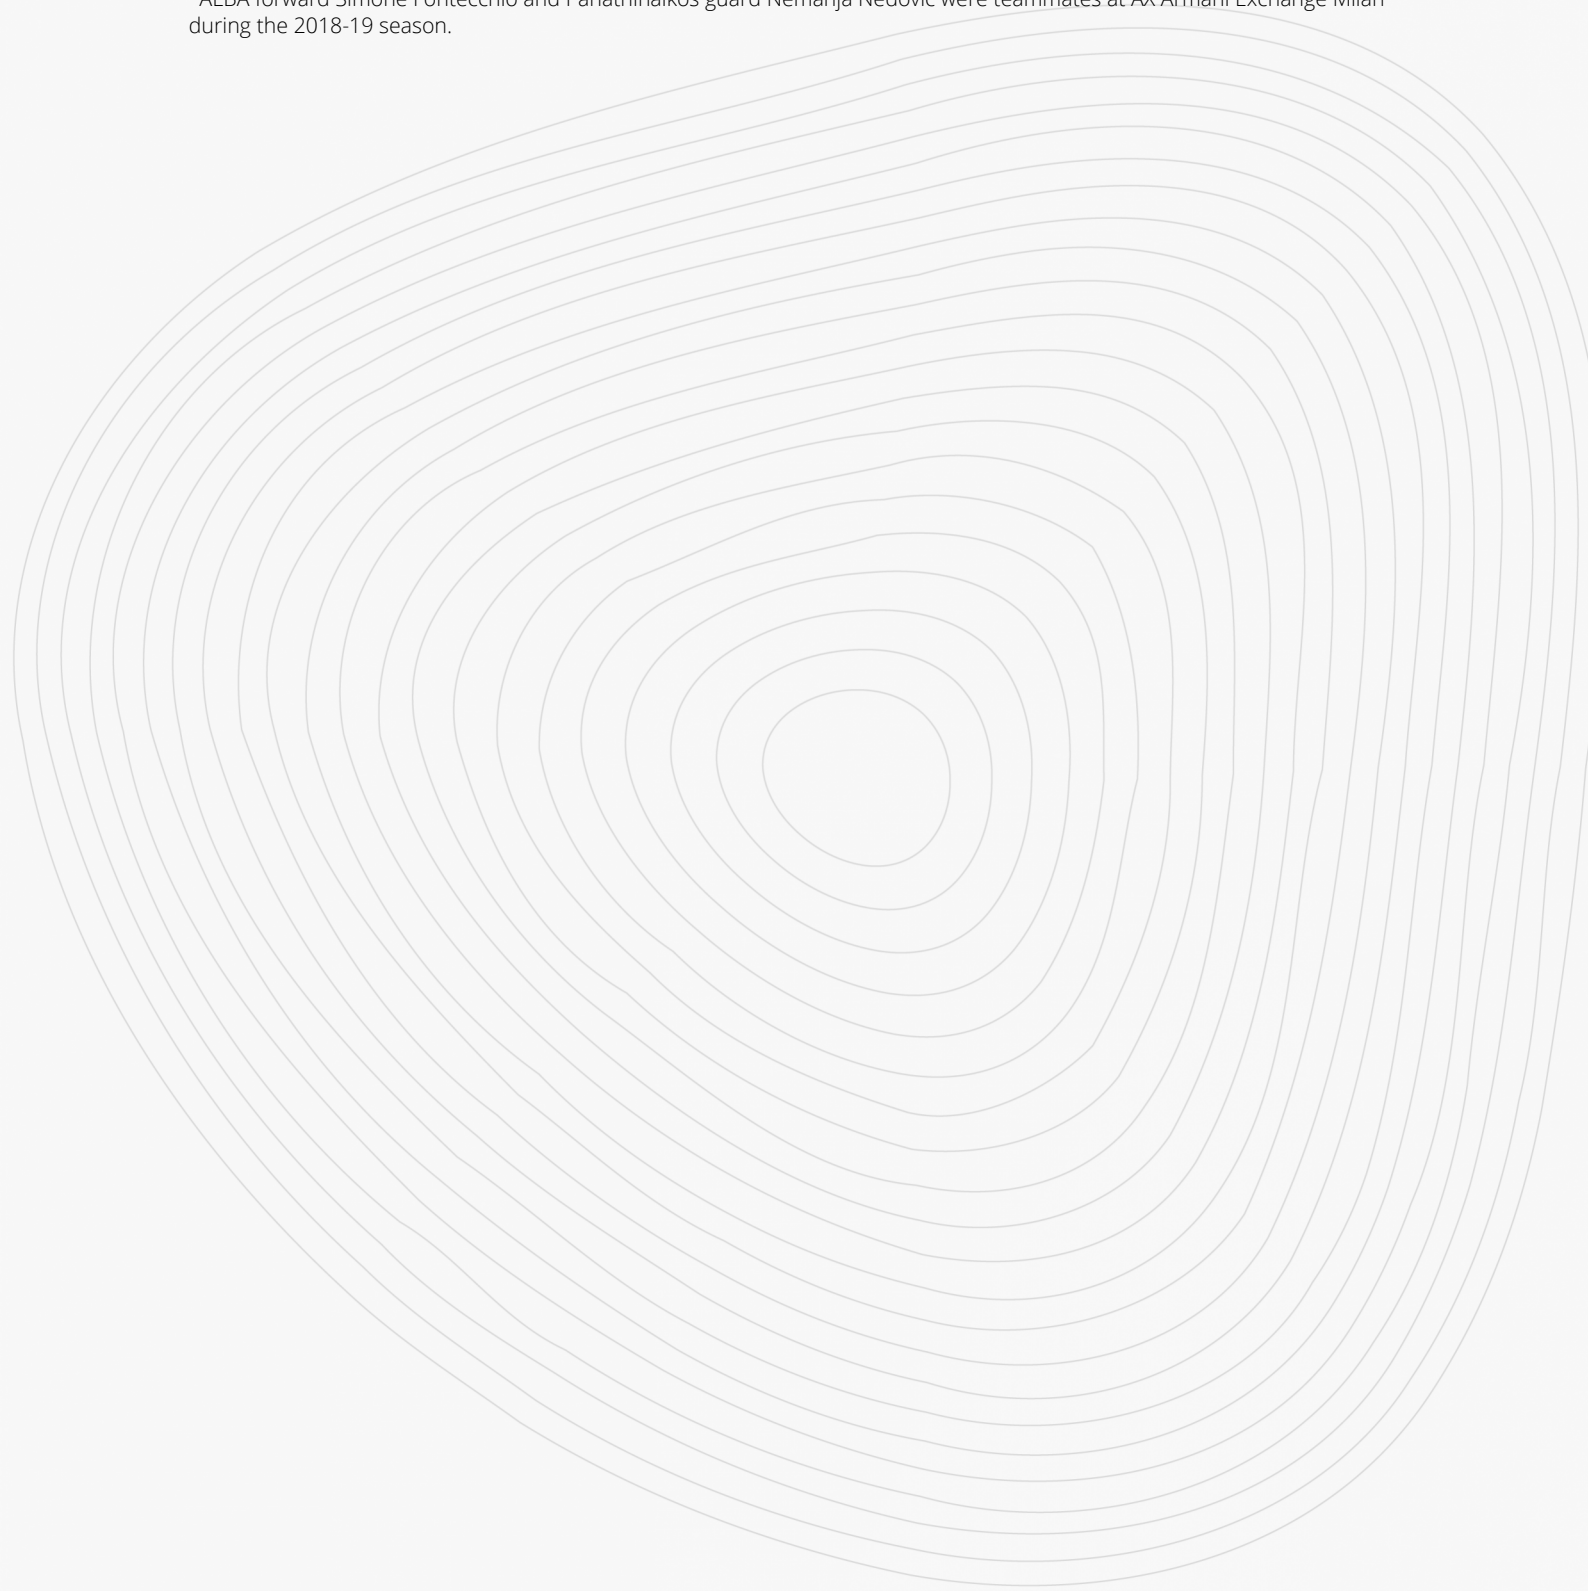 ALBA forward Simone Fontecchio and Panathinaikos guard Nemanja Nedovic were teammates at AX Armani Exchange Milan
during the 2018-19 season.